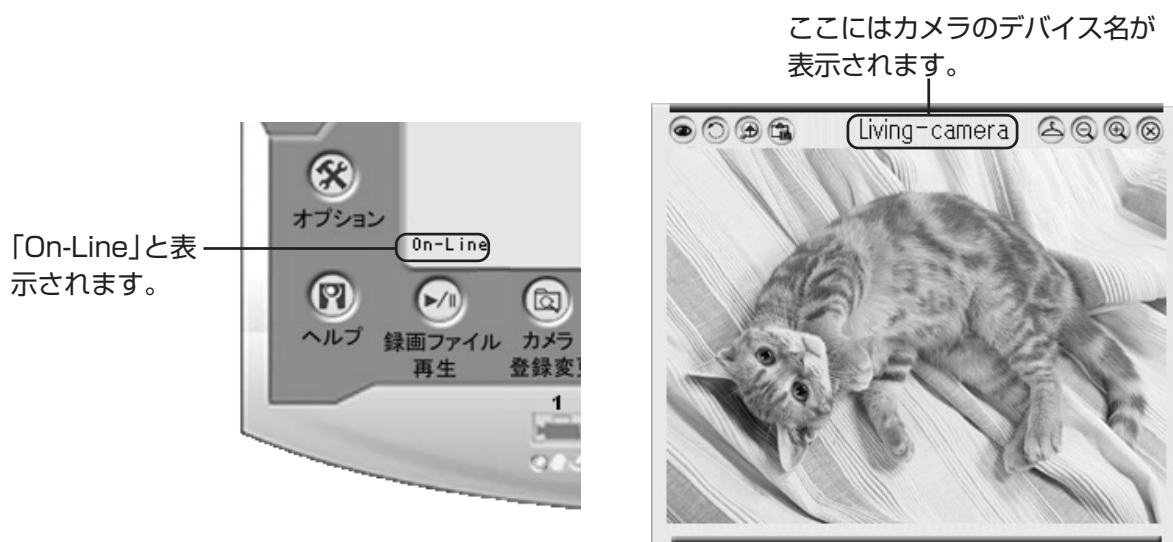 ここにはカメラのデバイス名が
表示されます。
Living-camera
オプション
On-Line
「On-Line」と表
示されます。
ヘルプ
録画ファイル
再生
カメラ
登録変
1